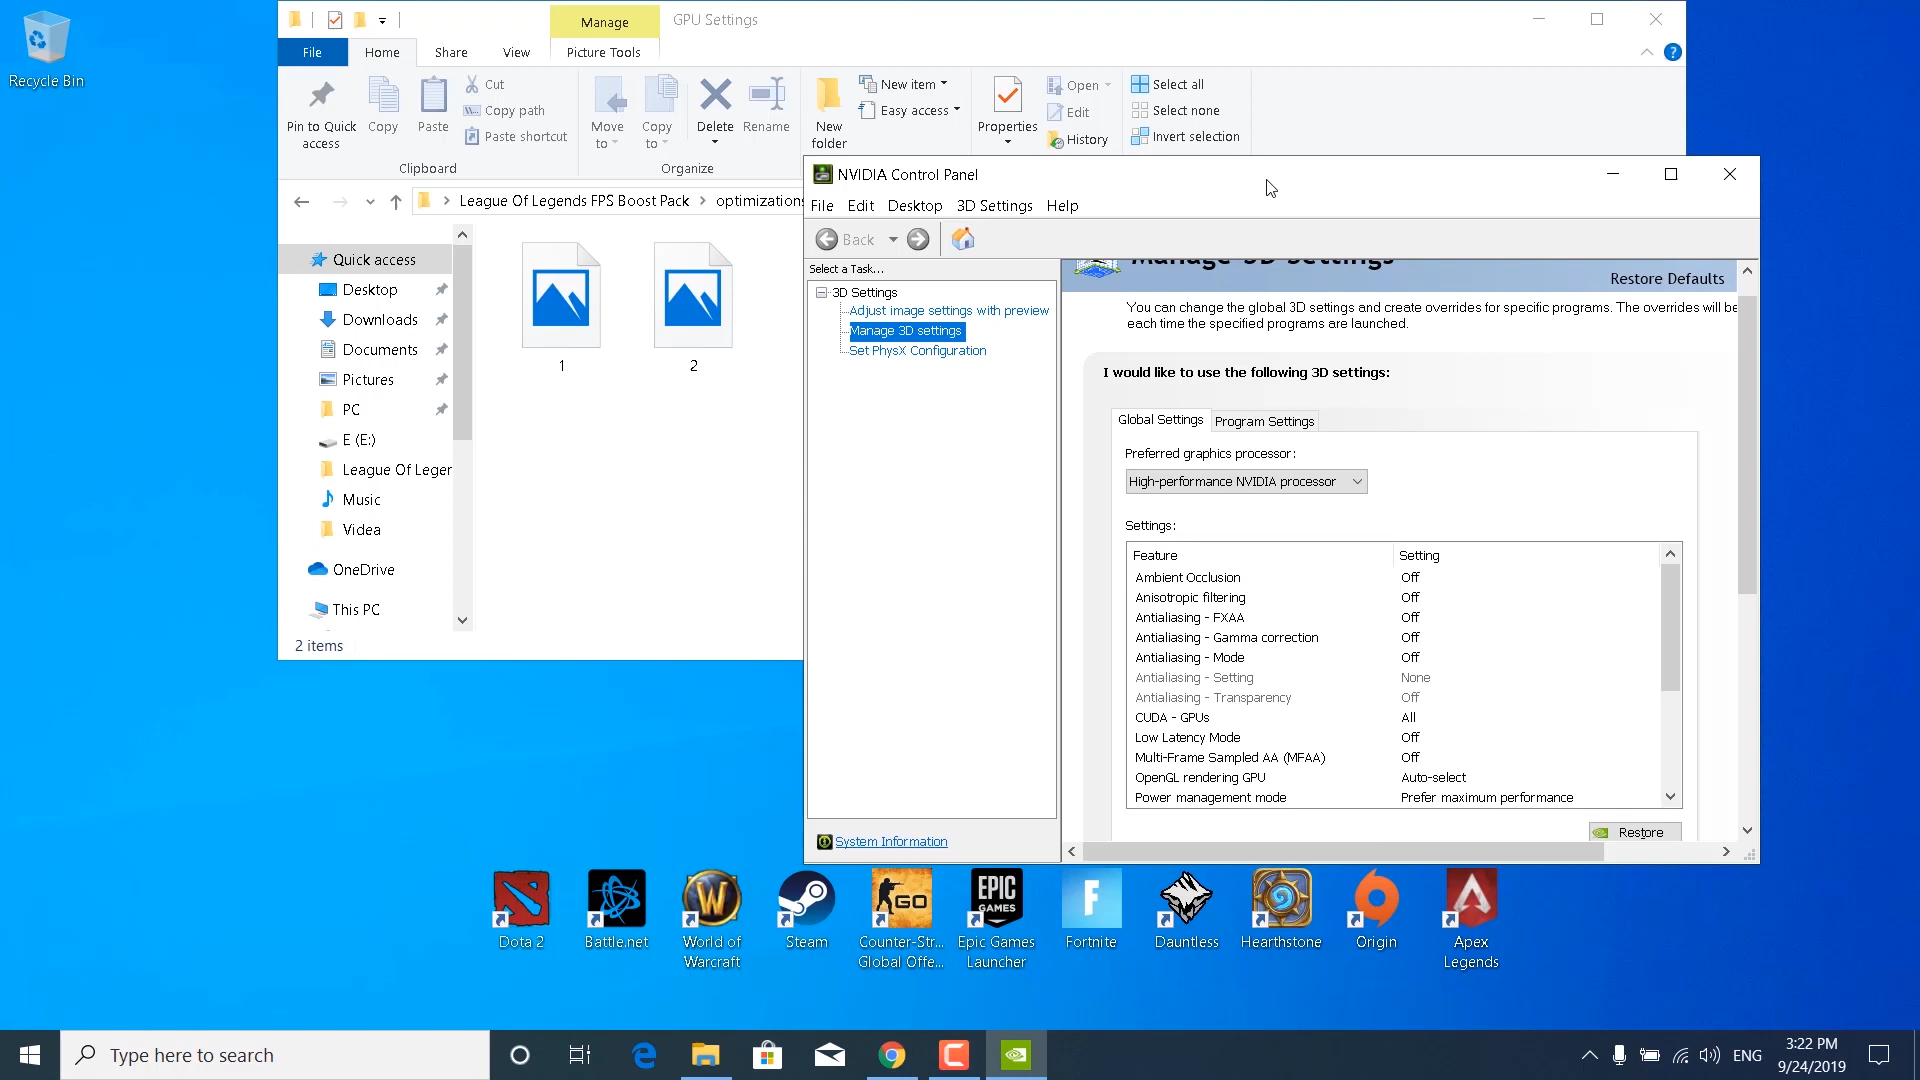 Recycle Bin
Manage
GPU Settings
File
Home
Share
View
Picture Tools
Pin to Quick
access
Copy
Paste
Cut
Copy path
Paste shortcut
Clipboard
Move
to
Copy
to
Delete
Rename
Organize
New
folder
New item
Easy access
Properties
Open
Edit
History
Select all
Select none
Invert selection
League Of Legends FPS Boost Pack > optimizations
Quick access
Desktop
Downloads
Documents
Pictures
PC
E (E:)
League Of Leger
Music
Videa
OneDrive
This PC
1
2
2 items
NVIDIA Control Panel
File Edit Desktop 3D Settings Help
Back
Select a Task...
3D Settings
Adjust image settings with preview
Manage 3D settings
Set PhysX Configuration
System Information
Manage 3D Settings
Restore Defaults
You can change the global 3D settings and create overrides for specific programs. The overrides will be
each time the specified programs are launched.
I would like to use the following 3D settings:
Global Settings
Program Settings
Preferred graphics processor:
High-performance NVIDIA processor
Settings:
Feature Setting
Ambient Occlusion Off
Anisotropic filtering Off
Antialiasing - FXAA Off
Antialiasing - Gamma correction Off
Antialiasing - Mode Off
Antialiasing - Setting None
Antialiasing - Transparency Off
CUDA - GPUs All
Low Latency Mode Off
Multi-Frame Sampled AA (MFAA) Off
OpenGL rendering GPU Auto-select
Power management mode Prefer maximum performance
Restore
GO
EPIC
GAMES
Dota 2
Battle.net
World of
Warcraft
Steam
Counter-Str...
Global Offe...
Epic Games
Launcher
Fortnite
Dauntless
Hearthstone
Origin
Apex
Legends
Type here to search
ENG
3:22 PM
9/24/2019